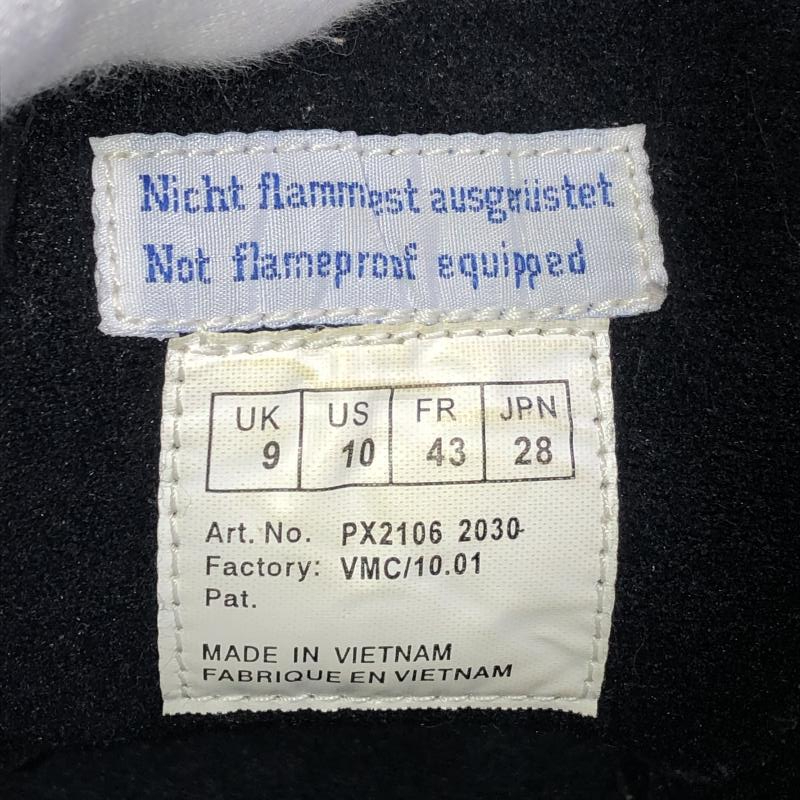 Nicht flammfest ausgerüstet
Not flameproof equipped
UK US FR JPN
9 10 43 28
Art. No. PX2106 2030-
Factory: VMC/10.01
Pat.
MADE IN VIETNAM
FABRIQUE EN VIETNAM